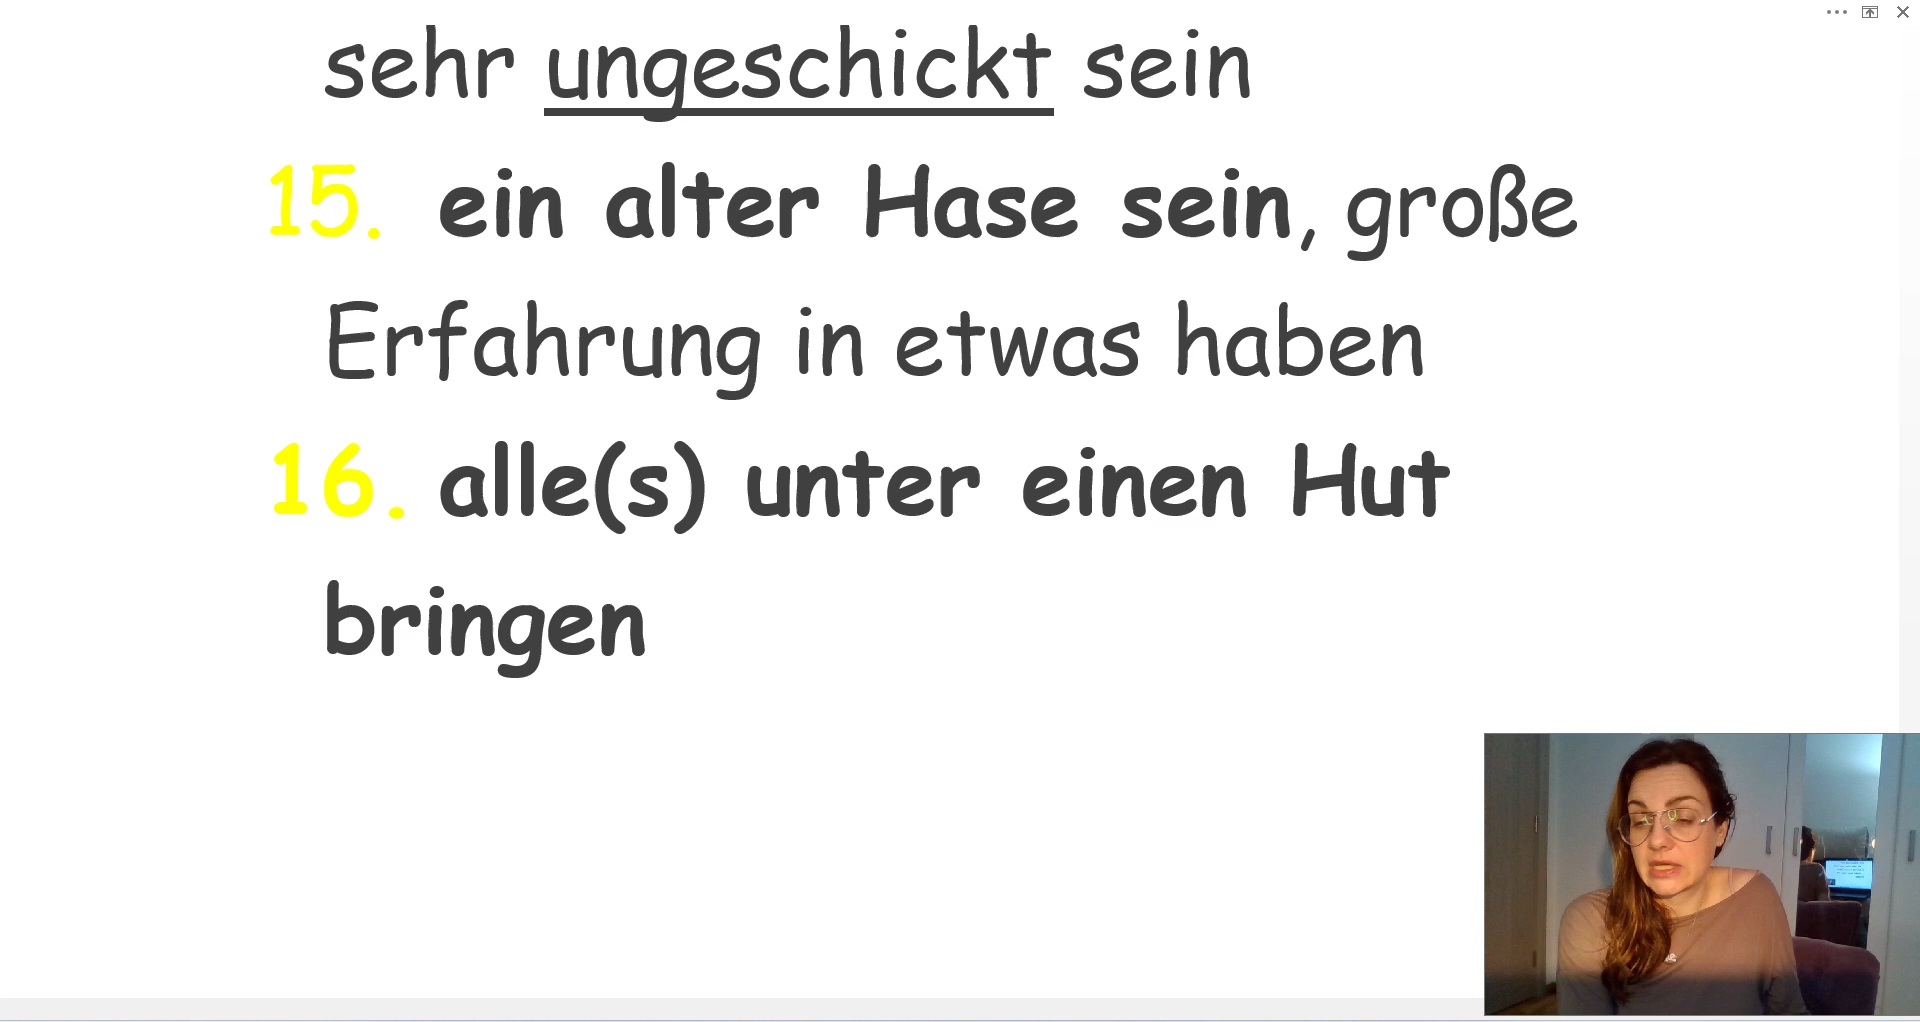 sehr ungeschickt sein
15. ein alter Hase sein, große
Erfahrung in etwas haben
16. alle(s) unter einen Hut
bringen